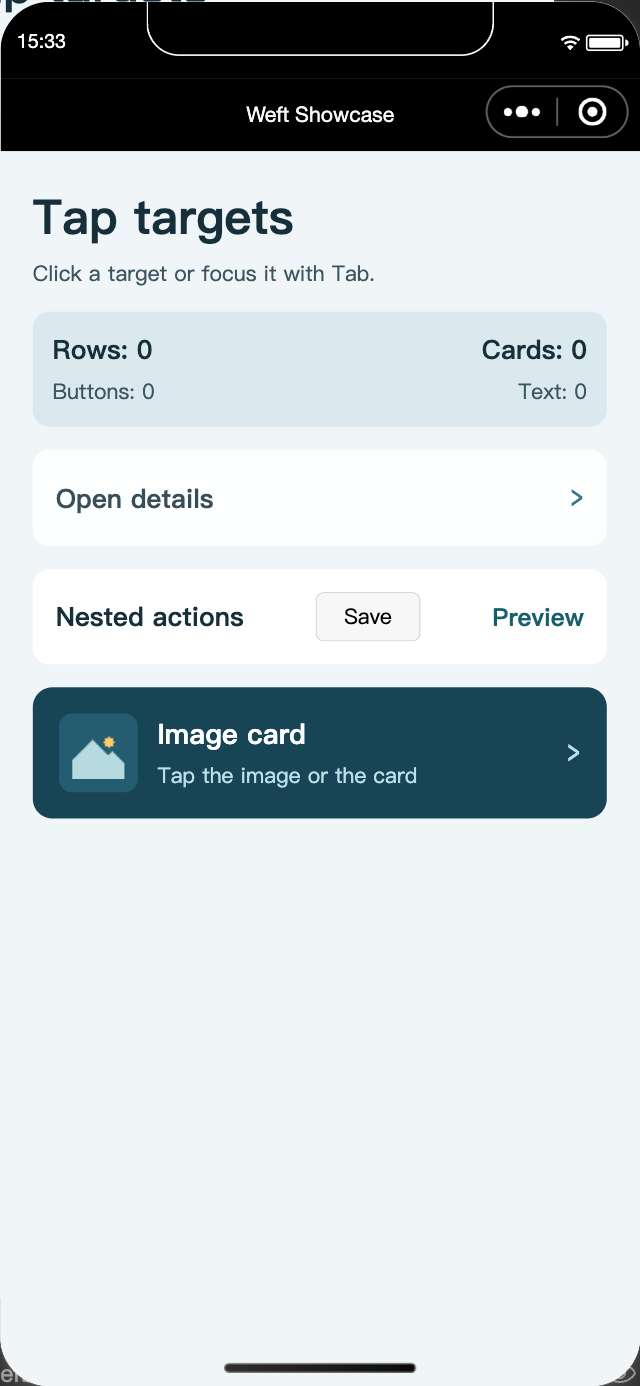 15:33
Weft Showcase
Tap targets
Click a target or focus it with Tab.
Rows: 0 Cards: 0
Buttons: 0 Text: 0
Open details >
Nested actions Save Preview
Image card
Tap the image or the card >